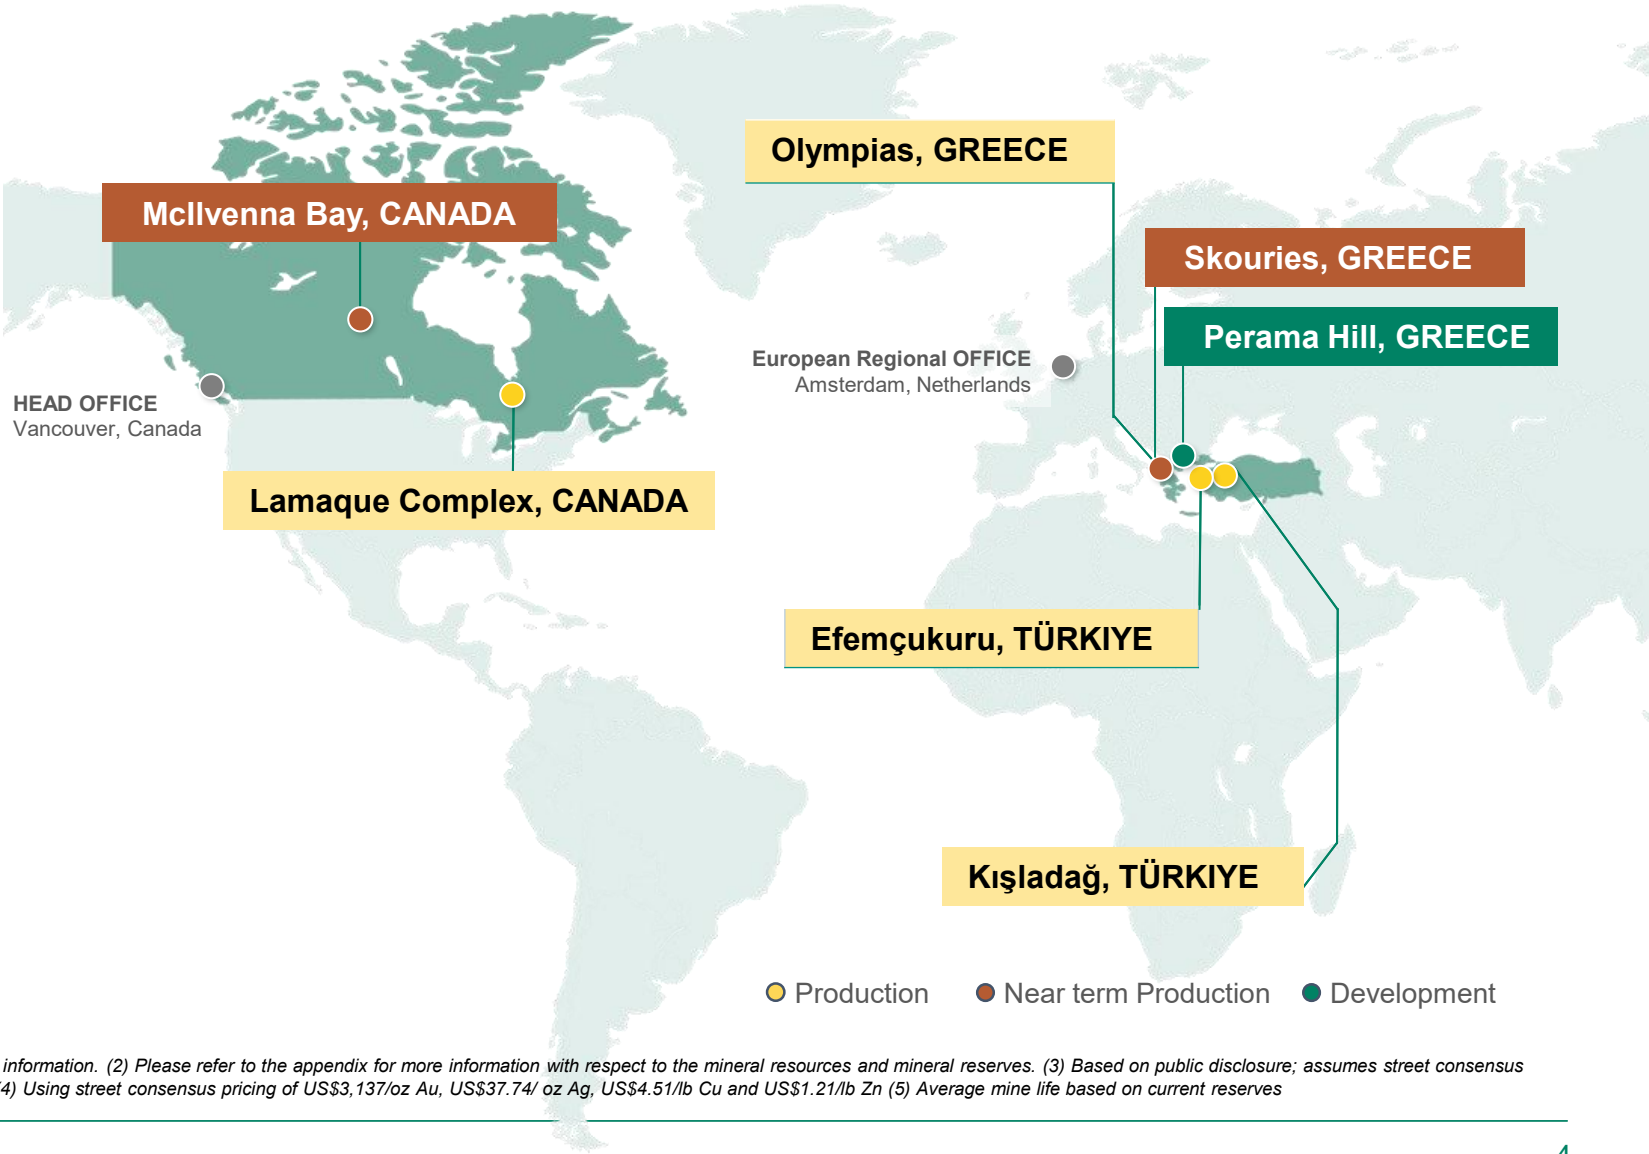 Olympias, GREECE
McIlvenna Bay, CANADA
Skouries, GREECE
Perama Hill, GREECE
European Regional OFFICE
Amsterdam, Netherlands
HEAD OFFICE
Vancouver, Canada
Lamaque Complex, CANADA
Efemçukuru, TÜRKIYE
Kışladağ, TÜRKIYE
Production
Near term Production
Development
information. (2) Please refer to the appendix for more information with respect to the mineral resources and mineral reserves. (3) Based on public disclosure; assumes street consensus
4) Using street consensus pricing of US$3,137/oz Au, US$37.74/ oz Ag, US$4.51/lb Cu and US$1.21/lb Zn (5) Average mine life based on current reserves
4